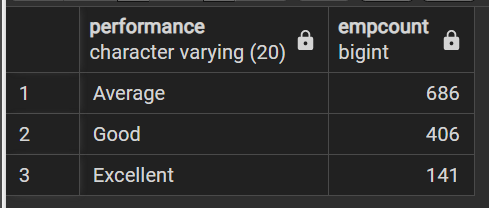 performance
character varying (20)
empcount
bigint
1 Average 686
2 Good 406
3 Excellent 141